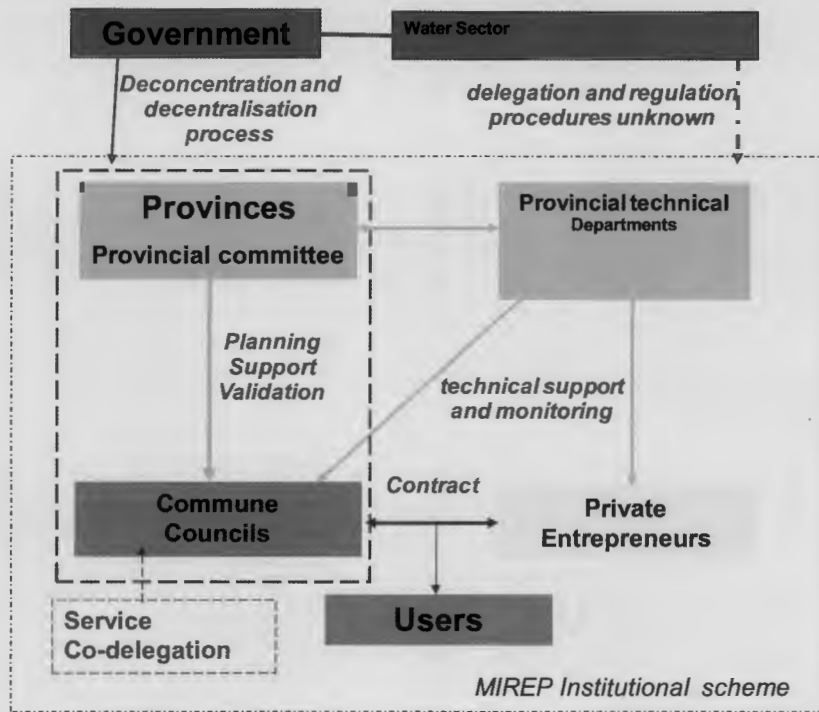 Government
Water Sector
Deconcentration and
decentralisation
process
delegation and regulation
procedures unknown
Provinces
Provincial committee
Provincial technical
Departments
Planning
Support
Validation
technical support
and monitoring
Commune
Councils
Contract
Private
Entrepreneurs
Service
Co-delegation
Users
MIREP Institutional scheme